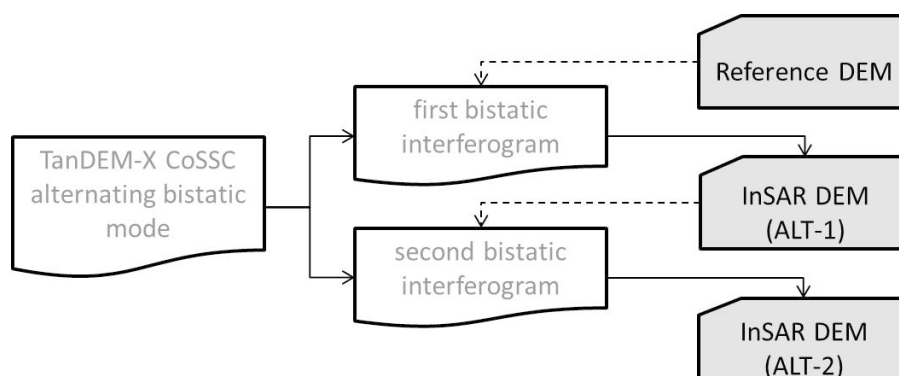 Reference DEM
first bistatic
interferogram
TanDEM-X CoSSC
alternating bistatic
mode
InSAR DEM
(ALT-1)
second bistatic
interferogram
InSAR DEM
(ALT-2)